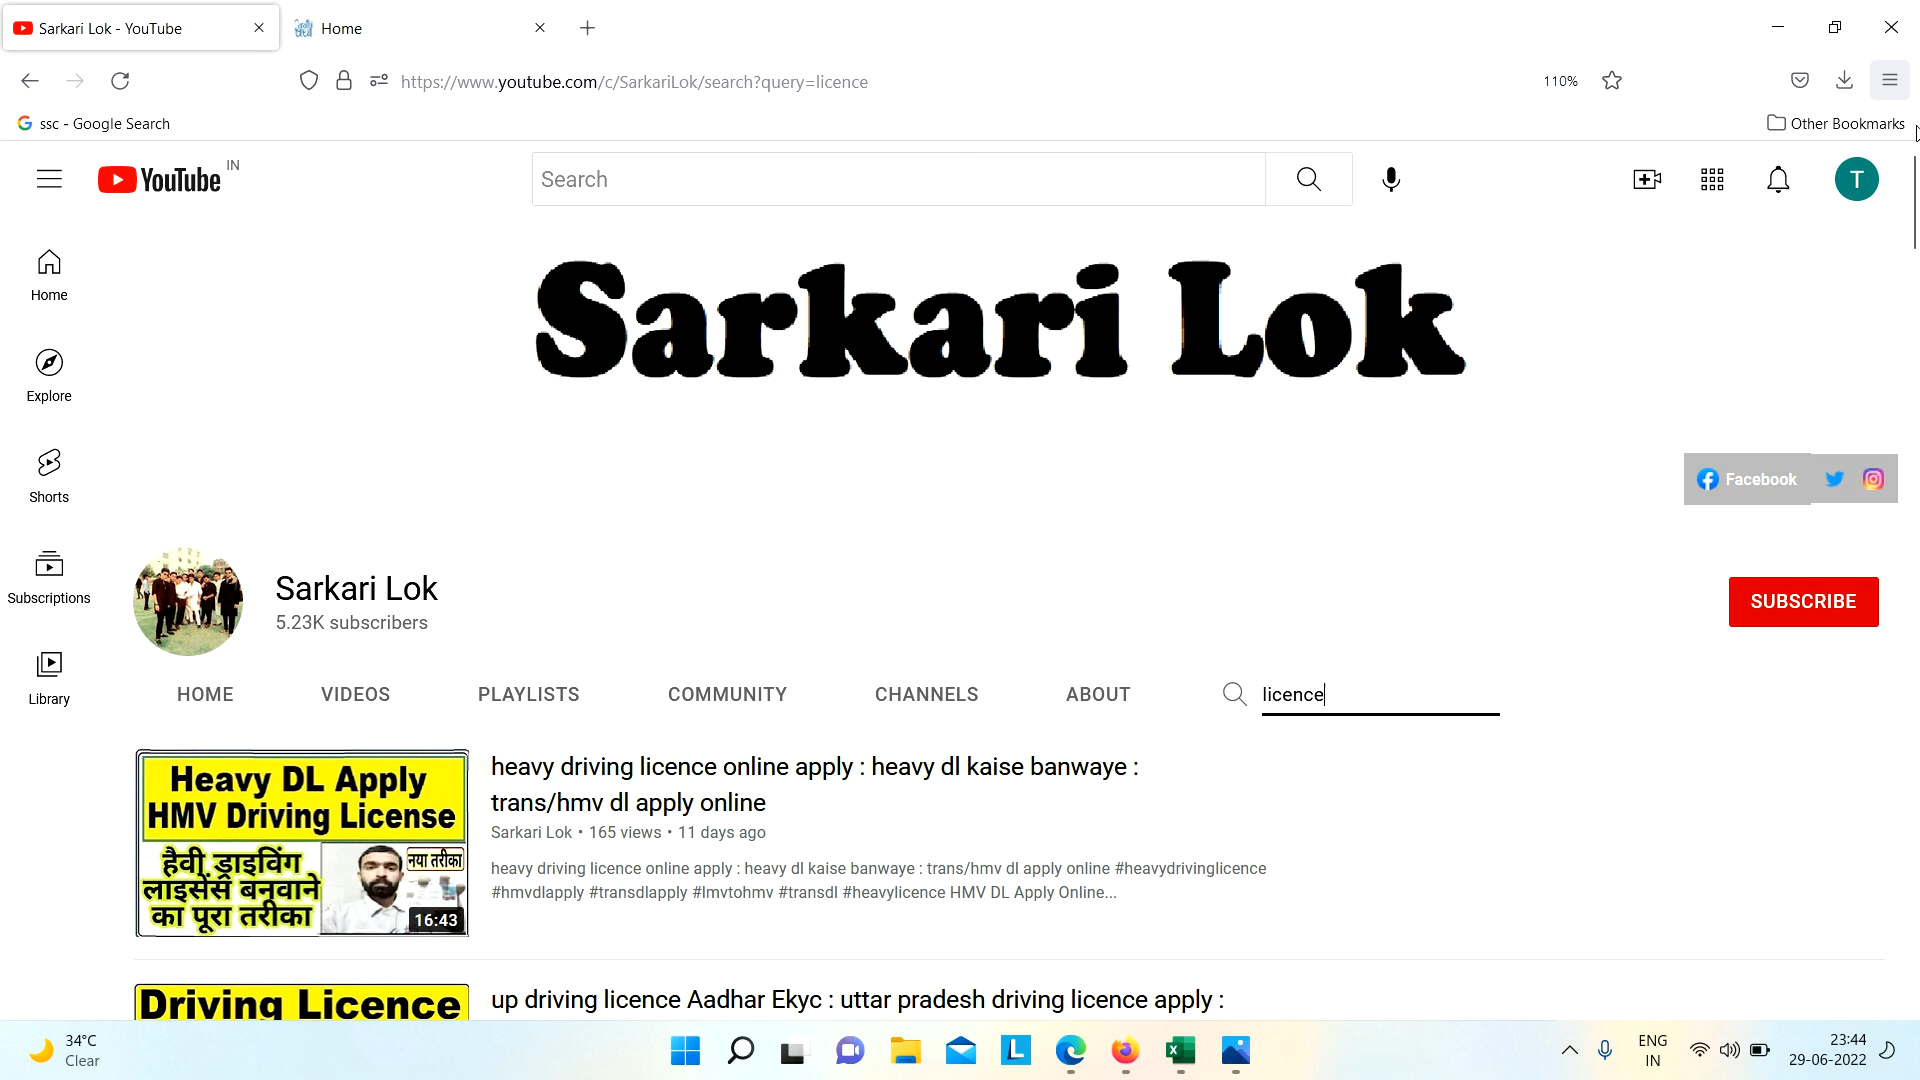 Sarkari Lok - YouTube
Home
https://www.youtube.com/c/SarkariLok/search?query=licence
110%
ssc - Google Search
Other Bookmarks
YouTube IN
Search
T
Sarkari Lok
Home
Explore
Shorts
Facebook
Subscriptions
Sarkari Lok
5.23K subscribers
SUBSCRIBE
Library
HOME VIDEOS PLAYLISTS COMMUNITY CHANNELS ABOUT licence
Heavy DL Apply
HMV Driving License
हैवी ड्राइविंग
लाइसेंस बनवाने
का पूरा तरीका
नया तरीका
16:43
heavy driving licence online apply : heavy dl kaise banwaye :
trans/hmv dl apply online
Sarkari Lok • 165 views • 11 days ago
heavy driving licence online apply : heavy dl kaise banwaye : trans/hmv dl apply online #heavydrivinglicence
#hmvdlapply #transdlapply #lmvtohmv #transdl #heavylicence HMV DL Apply Online...
Driving Licence
up driving licence Aadhar Ekyc : uttar pradesh driving licence apply :
34°C
Clear
L
ENG
IN
23:44
29-06-2022